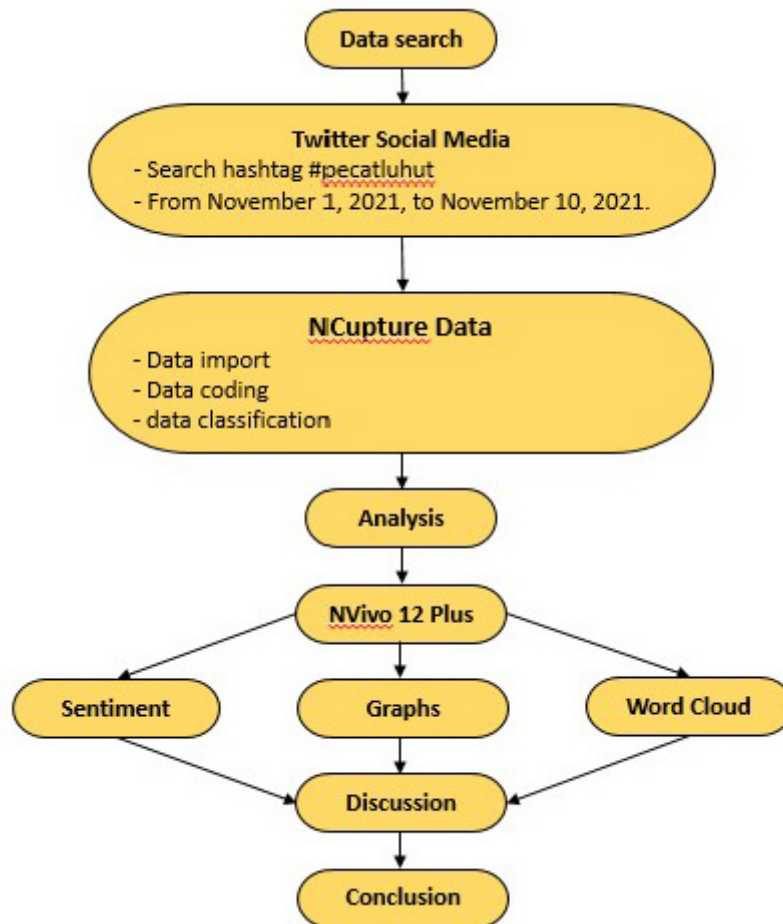 Data search
Twitter Social Media
- Search hashtag #pecatluhut
- From November 1, 2021, to November 10, 2021.
NCupture Data
- Data import
- Data coding
- data classification
Analysis
NVivo 12 Plus
Sentiment
Graphs
Word Cloud
Discussion
Conclusion